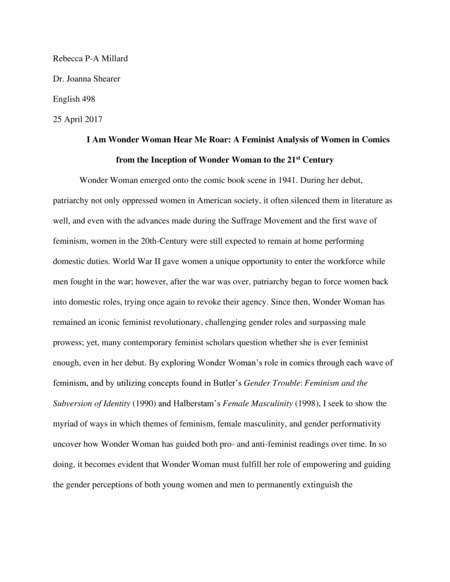 Rebecca P-A Millard
Dr. Joanna Shearer
English 498
25 April 2017
I Am Wonder Woman Hear Me Roar: A Feminist Analysis of Women in Comics
from the Inception of Wonder Woman to the 21st Century
Wonder Woman emerged onto the comic book scene in 1941. During her debut,
patriarchy not only oppressed women in American society, it often silenced them in literature as
well, and even with the advances made during the Suffrage Movement and the first wave of
feminism, women in the 20th-Century were still expected to remain at home performing
domestic duties. World War II gave women a unique opportunity to enter the workforce while
men fought in the war; however, after the war was over, patriarchy began to force women back
into domestic roles, trying once again to revoke their agency. Since then, Wonder Woman has
remained an iconic feminist revolutionary, challenging gender roles and surpassing male
prowess; yet, many contemporary feminist scholars question whether she is ever feminist
enough, even in her debut. By exploring Wonder Woman's role in comics through each wave of
feminism, and by utilizing concepts found in Butler's Gender Trouble: Feminism and the
Subversion of Identity (1990) and Halberstam's Female Masculinity (1998), I seek to show the
myriad of ways in which themes of feminism, female masculinity, and gender performativity
uncover how Wonder Woman has guided both pro- and anti-feminist readings over time. In so
doing, it becomes evident that Wonder Woman must fulfill her role of empowering and guiding
the gender perceptions of both young women and men to permanently extinguish the